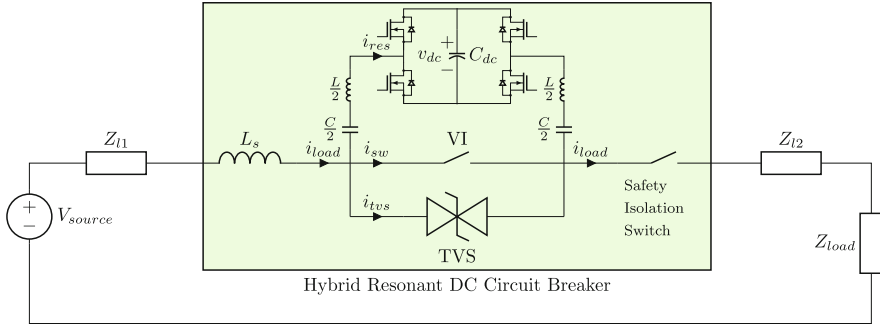 i_res
+
v_dc
−
C_dc
L/2
L/2
C/2
C/2
Z_l1
L_s
i_load
i_sw
VI
i_load
Z_l2
+
−
V_source
i_tvs
TVS
Safety
Isolation
Switch
Z_load
Hybrid Resonant DC Circuit Breaker